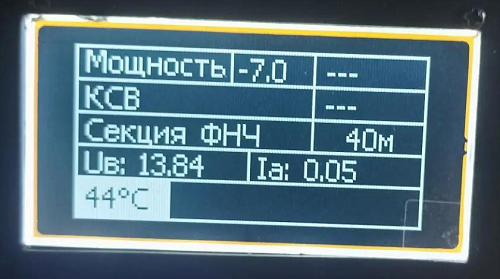 Мощность -7.0 ---
КСВ ---
Секция ФНЧ 40м
Uв: 13.84 Ia: 0.05
44°C